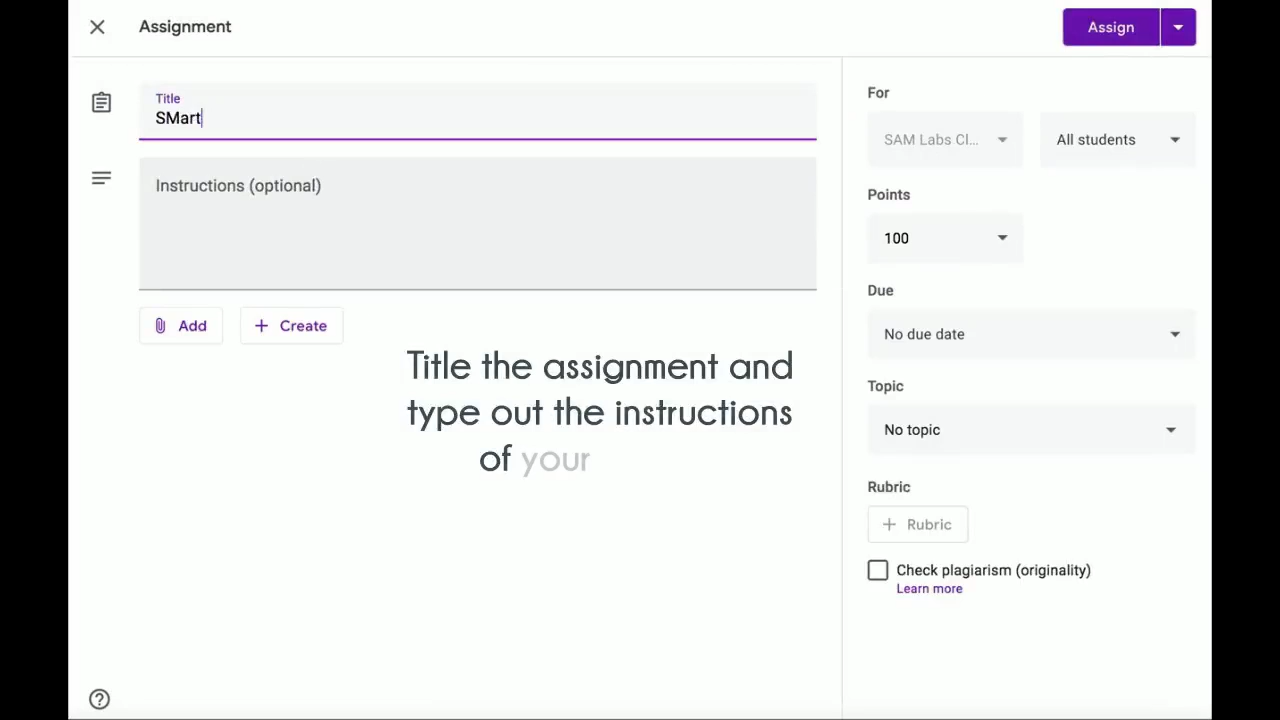 Assignment
Assign
Title
SMart
Instructions (optional)
Add
Create
Title the assignment and
type out the instructions
of your
For
SAM Labs Cl...
All students
Points
100
Due
No due date
Topic
No topic
Rubric
Rubric
Check plagiarism (originality)
Learn more